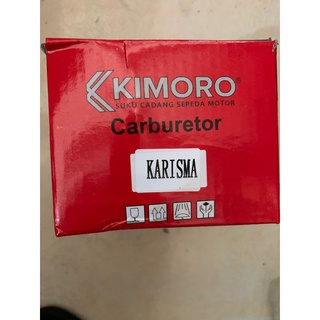 KIMORO®
SUKU CADANG SEPEDA MOTOR
Carburetor
KARISMA